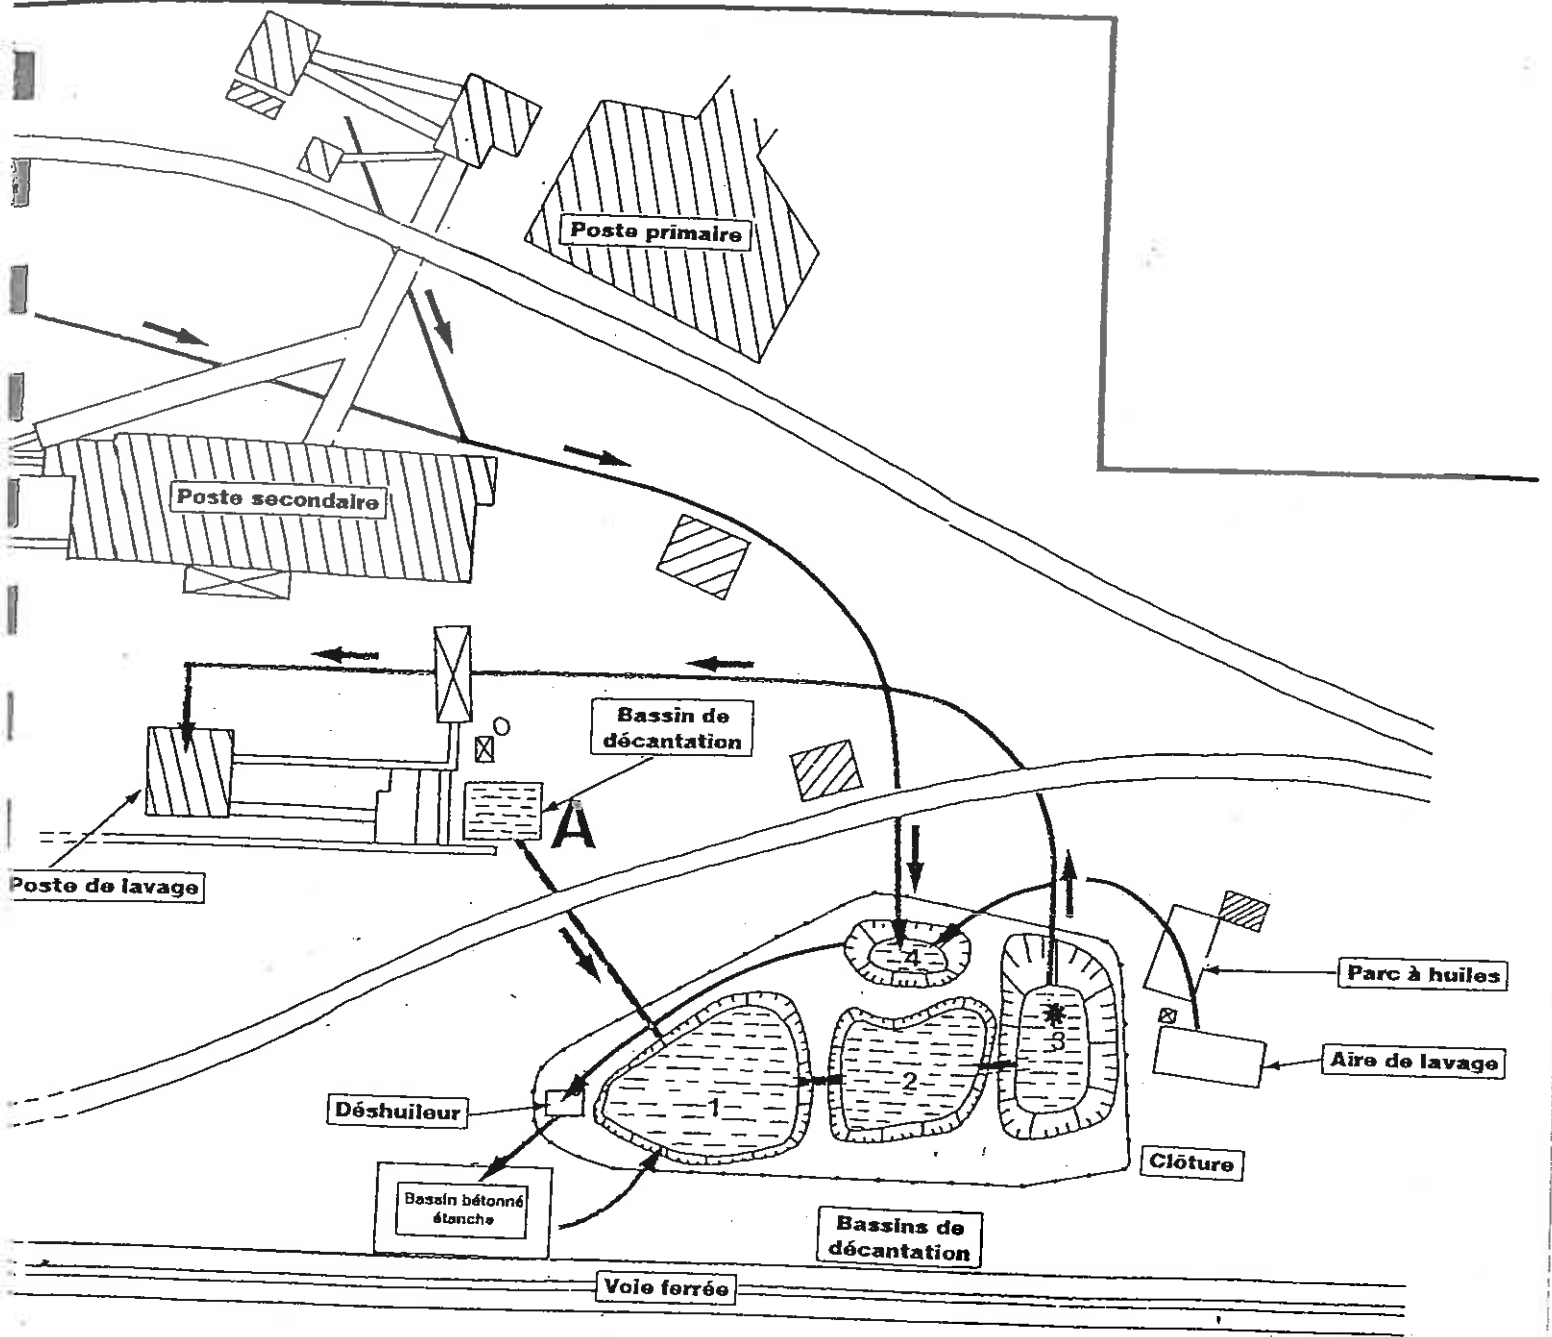 Poste primaire
Poste secondaire
Bassin de
décantation
A
Poste de lavage
4
Parc à huiles
3
Aire de lavage
2
1
Déshuileur
Clôture
Bassin bétonné
étanche
Bassins de
décantation
Voie ferrée